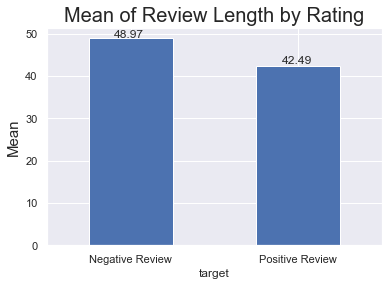 Mean of Review Length by Rating
50
48.97
42.49
40
30
20
10
0
Mean
Negative Review
Positive Review
target